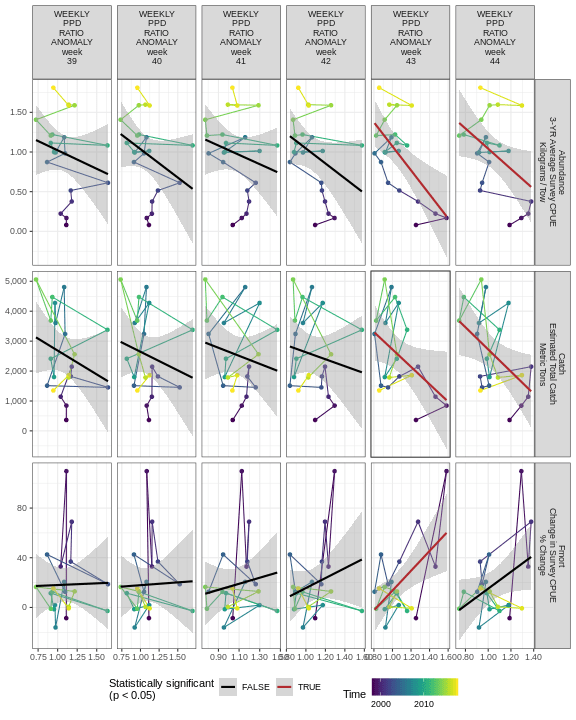 WEEKLY PPD RATIO ANOMALY week 39
WEEKLY PPD RATIO ANOMALY week 40
WEEKLY PPD RATIO ANOMALY week 41
WEEKLY PPD RATIO ANOMALY week 42
WEEKLY PPD RATIO ANOMALY week 43
WEEKLY PPD RATIO ANOMALY week 44
1.50
1.00
0.50
0.00
Abundance
3-YR Average Survey CPUE
Kilograms / Tow
5,000
4,000
3,000
2,000
1,000
0
Catch
Estimated Total Catch
Metric Tons
80
40
0
Fmort
Change in Survey CPUE
% Change
0.75 1.00 1.25 1.50
0.75 1.00 1.25 1.50
0.90 1.10 1.30
0.80 1.00 1.20 1.40
0.80 1.00 1.20 1.40 1.60
0.80 1.00 1.20 1.40
Statistically significant
(p < 0.05)
FALSE
TRUE
Time
2000 2010